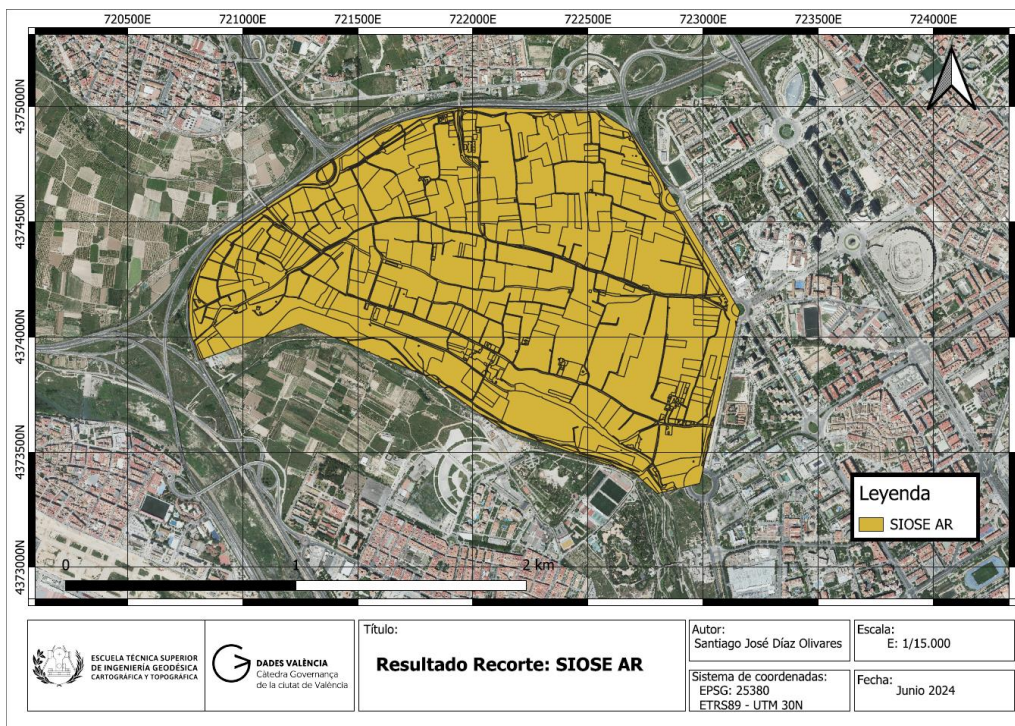 720500E 721000E 721500E 722000E 722500E 723000E 723500E 724000E
4375000N
4374500N
4374000N
4373500N
4373000N
Leyenda
SIOSE AR
0 1 2 km
ESCUELA TÉCNICA SUPERIOR
DE INGENIERÍA GEODÉSICA
CARTOGRÁFICA Y TOPOGRÁFICA
DADES VALÈNCIA
Càtedra Governança
de la ciutat de València
Título:
Resultado Recorte: SIOSE AR
Autor:
Santiago José Díaz Olivares
Escala:
E: 1/15.000
Sistema de coordenadas:
EPSG: 25380
ETRS89 - UTM 30N
Fecha:
Junio 2024